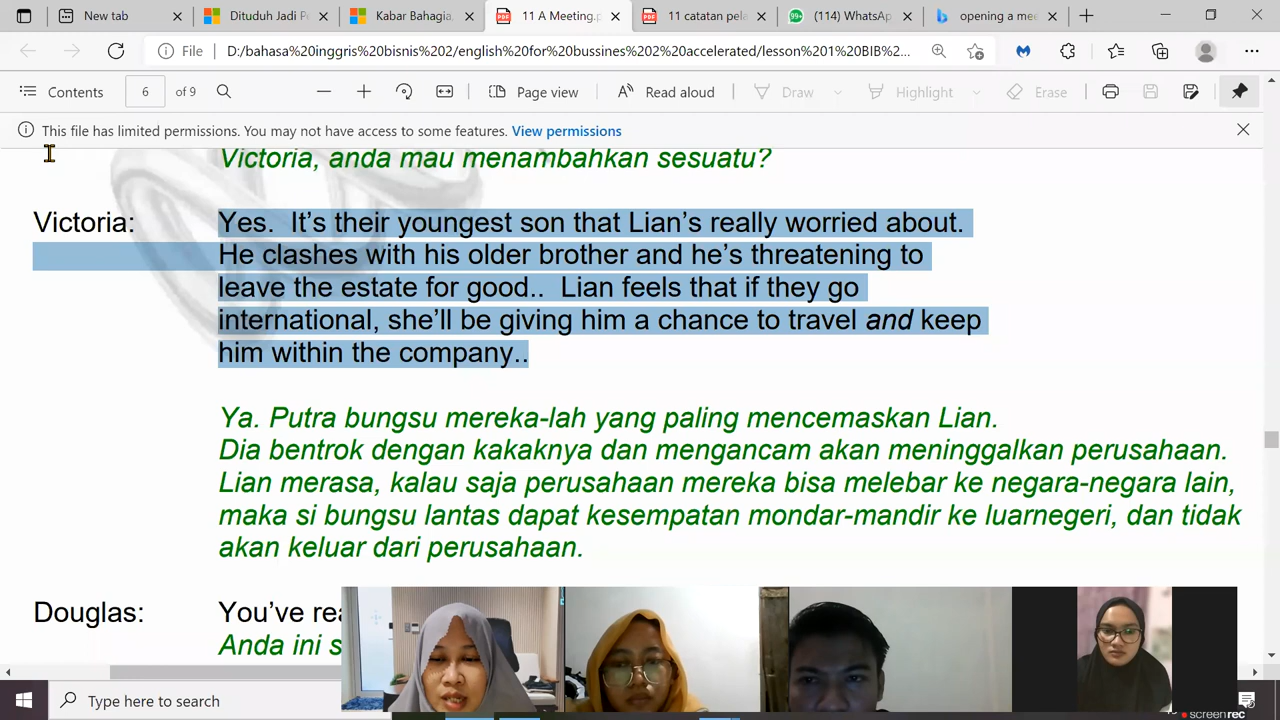 New tab
Dituduh Jadi P
Kabar Bahagia,
11 A Meeting.p
11 catatan pela
(114) WhatsAp
opening a mee
File
D:/bahasa%20inggris%20bisnis%202/english%20for%20bussines%202%20accelerated/lesson%201%20BIB%2...
Contents
6
of 9
Page view
Read aloud
Draw
Highlight
Erase
This file has limited permissions. You may not have access to some features. View permissions
Victoria, anda mau menambahkan sesuatu?
Victoria: Yes. It's their youngest son that Lian's really worried about.
He clashes with his older brother and he's threatening to
leave the estate for good.. Lian feels that if they go
international, she'll be giving him a chance to travel and keep
him within the company..
Ya. Putra bungsu mereka-lah yang paling mencemaskan Lian.
Dia bentrok dengan kakaknya dan mengancam akan meninggalkan perusahaan.
Lian merasa, kalau saja perusahaan mereka bisa melebar ke negara-negara lain,
maka si bungsu lantas dapat kesempatan mondar-mandir ke luarnegeri, dan tidak
akan keluar dari perusahaan.
Douglas: You've rea
Anda ini s
Type here to search
screenrec